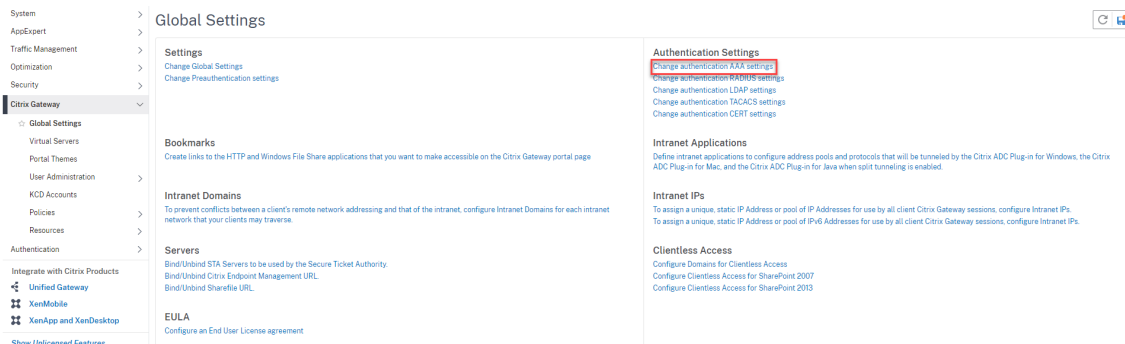 System
AppExpert
Traffic Management
Optimization
Security
Citrix Gateway
Global Settings
Virtual Servers
Portal Themes
User Administration
KCD Accounts
Policies
Resources
Authentication
Integrate with Citrix Products
Unified Gateway
XenMobile
XenApp and XenDesktop
Show Unlicensed Features
Global Settings
Settings
Change Global Settings
Change Preauthentication settings
Authentication Settings
Change authentication AAA settings
Change authentication RADIUS settings
Change authentication LDAP settings
Change authentication TACACS settings
Change authentication CERT settings
Bookmarks
Create links to the HTTP and Windows File Share applications that you want to make accessible on the Citrix Gateway portal page
Intranet Applications
Define intranet applications to configure address pools and protocols that will be tunneled by the Citrix ADC Plug-in for Windows, the Citrix
ADC Plug-in for Mac, and the Citrix ADC Plug-in for Java when split tunneling is enabled.
Intranet Domains
To prevent conflicts between a client's remote network addressing and that of the intranet, configure Intranet Domains for each intranet
network that your clients may traverse.
Intranet IPs
To assign a unique, static IP Address or pool of IP Addresses for use by all client Citrix Gateway sessions, configure Intranet IPs.
To assign a unique, static IP Address or pool of IPv6 Addresses for use by all client Citrix Gateway sessions, configure Intranet IPs.
Servers
Bind/Unbind STA Servers to be used by the Secure Ticket Authority.
Bind/Unbind Citrix Endpoint Management URL.
Bind/Unbind Sharefile URL.
Clientless Access
Configure Domains for Clientless Access
Configure Clientless Access for SharePoint 2007
Configure Clientless Access for SharePoint 2013
EULA
Configure an End User License agreement